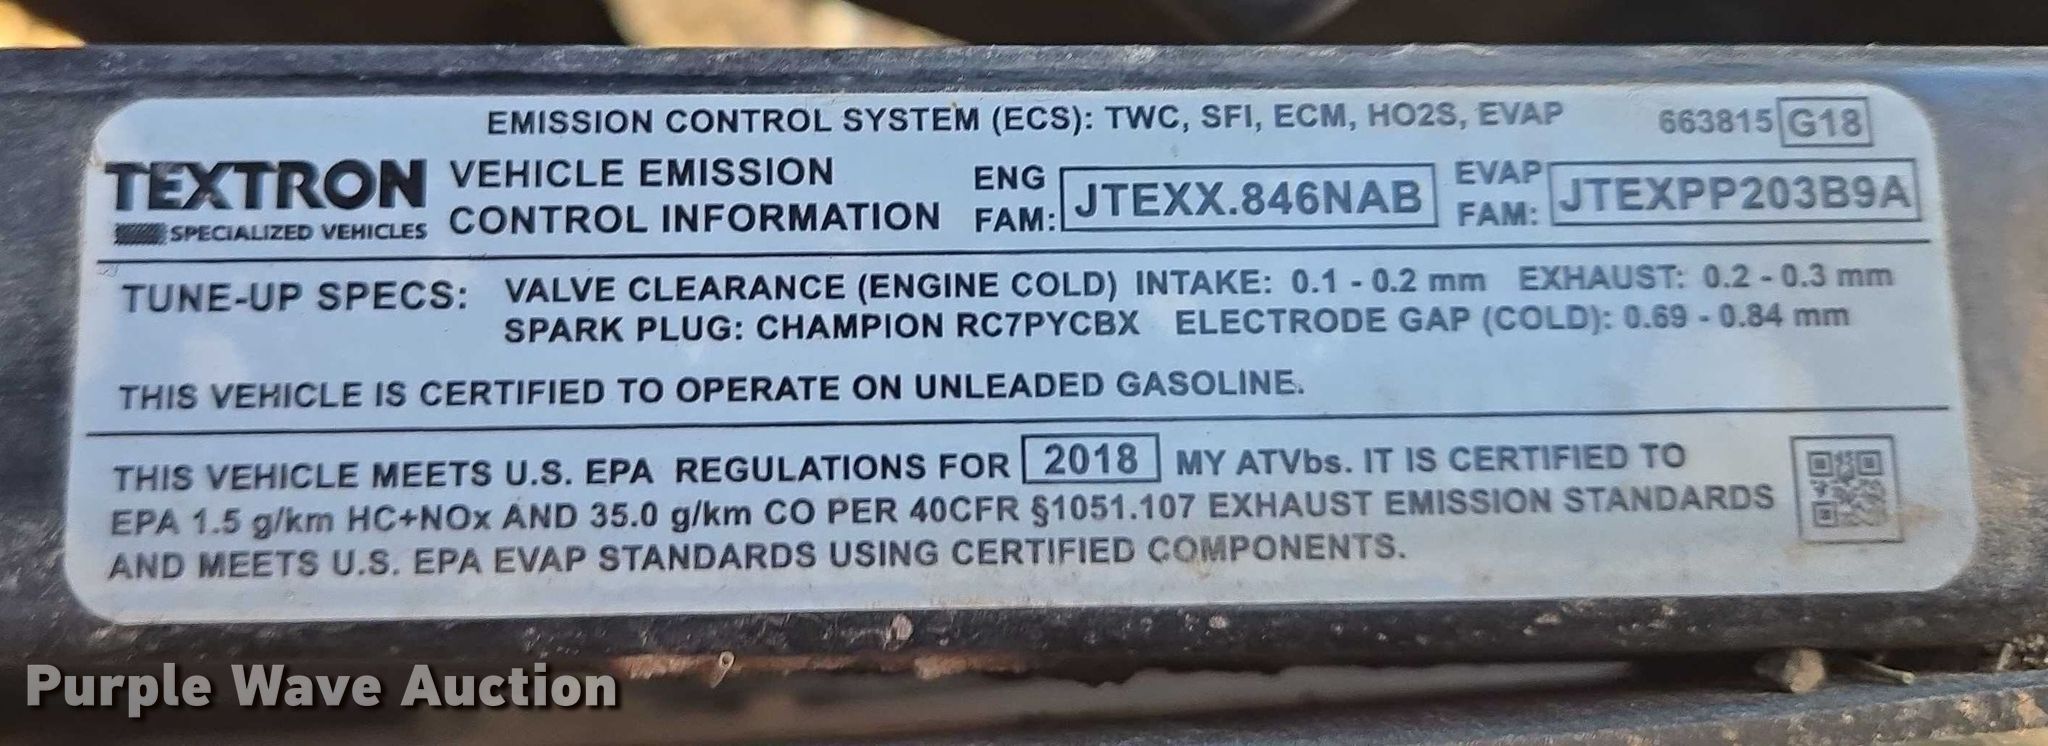 EMISSION CONTROL SYSTEM (ECS): TWC, SFI, ECM, HO2S, EVAP 663815 G18
TEXTRON
SPECIALIZED VEHICLES
VEHICLE EMISSION
CONTROL INFORMATION
ENG
FAM: JTEXX.846NAB
EVAP
FAM: JTEXPP203B9A
TUNE-UP SPECS: VALVE CLEARANCE (ENGINE COLD) INTAKE: 0.1 - 0.2 mm EXHAUST: 0.2 - 0.3 mm
SPARK PLUG: CHAMPION RC7PYCBX ELECTRODE GAP (COLD): 0.69 - 0.84 mm
THIS VEHICLE IS CERTIFIED TO OPERATE ON UNLEADED GASOLINE.
THIS VEHICLE MEETS U.S. EPA REGULATIONS FOR 2018 MY ATVbs. IT IS CERTIFIED TO
EPA 1.5 g/km HC+NOx AND 35.0 g/km CO PER 40CFR §1051.107 EXHAUST EMISSION STANDARDS
AND MEETS U.S. EPA EVAP STANDARDS USING CERTIFIED COMPONENTS.
Purple Wave Auction